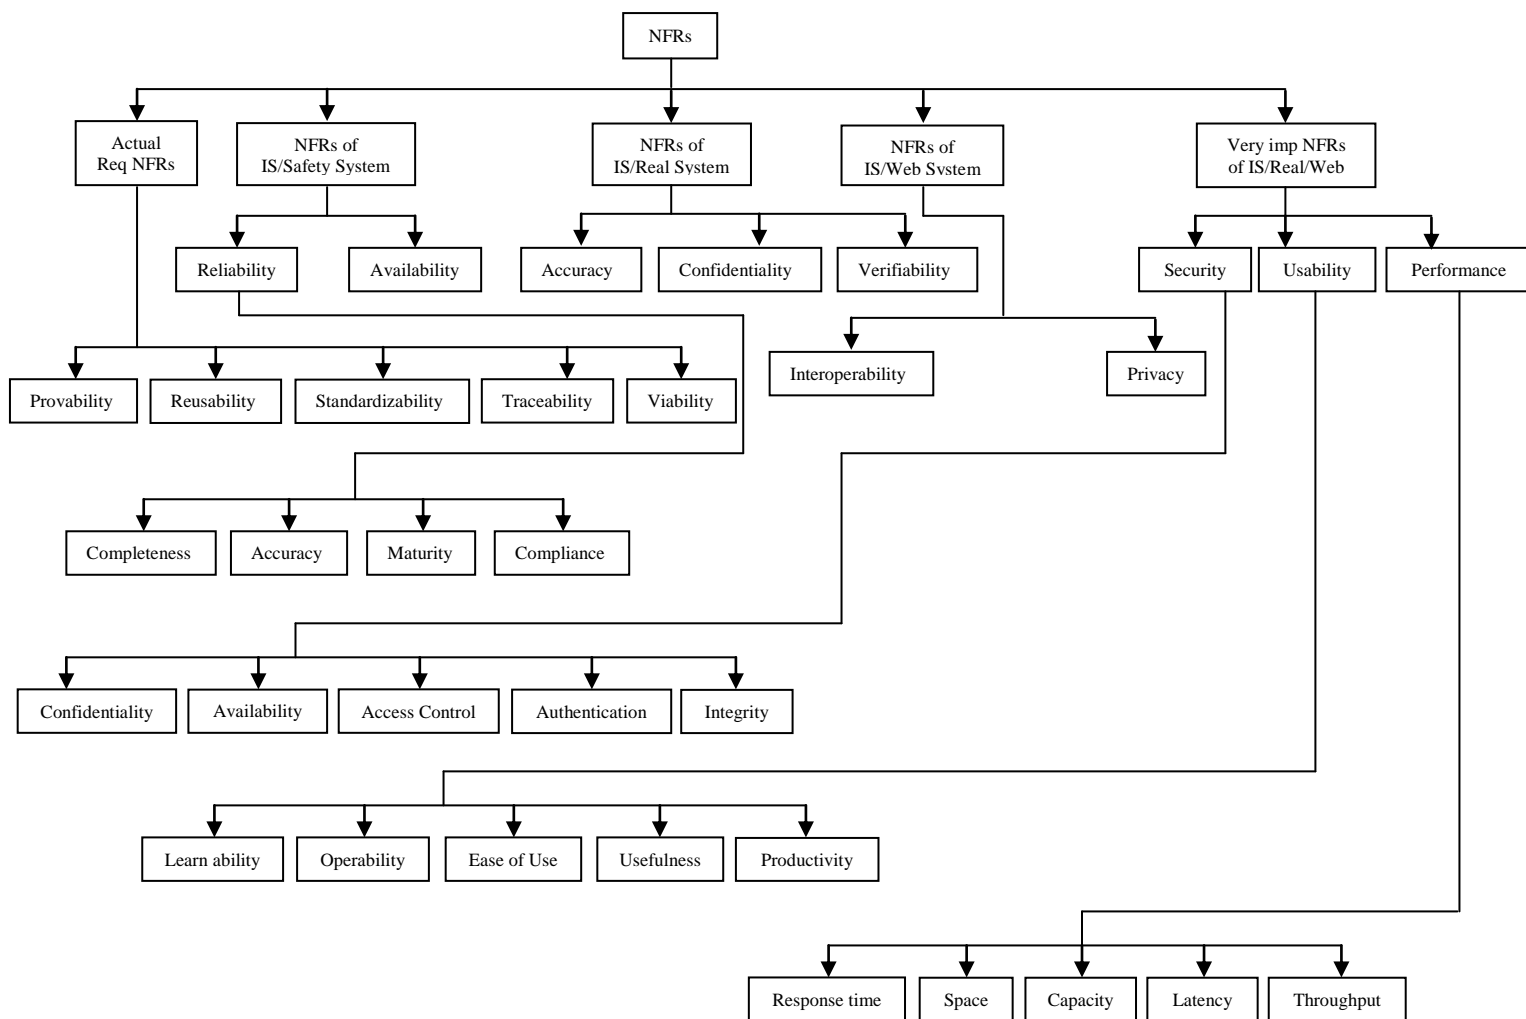 NFRs
Actual
Req NFRs
NFRs of
IS/Safety System
NFRs of
IS/Real System
NFRs of
IS/Web System
Very imp NFRs
of IS/Real/Web
Reliability
Availability
Accuracy
Confidentiality
Verifiability
Security
Usability
Performance
Interoperability
Privacy
Provability
Reusability
Standardizability
Traceability
Viability
Completeness
Accuracy
Maturity
Compliance
Confidentiality
Availability
Access Control
Authentication
Integrity
Learn ability
Operability
Ease of Use
Usefulness
Productivity
Response time
Space
Capacity
Latency
Throughput